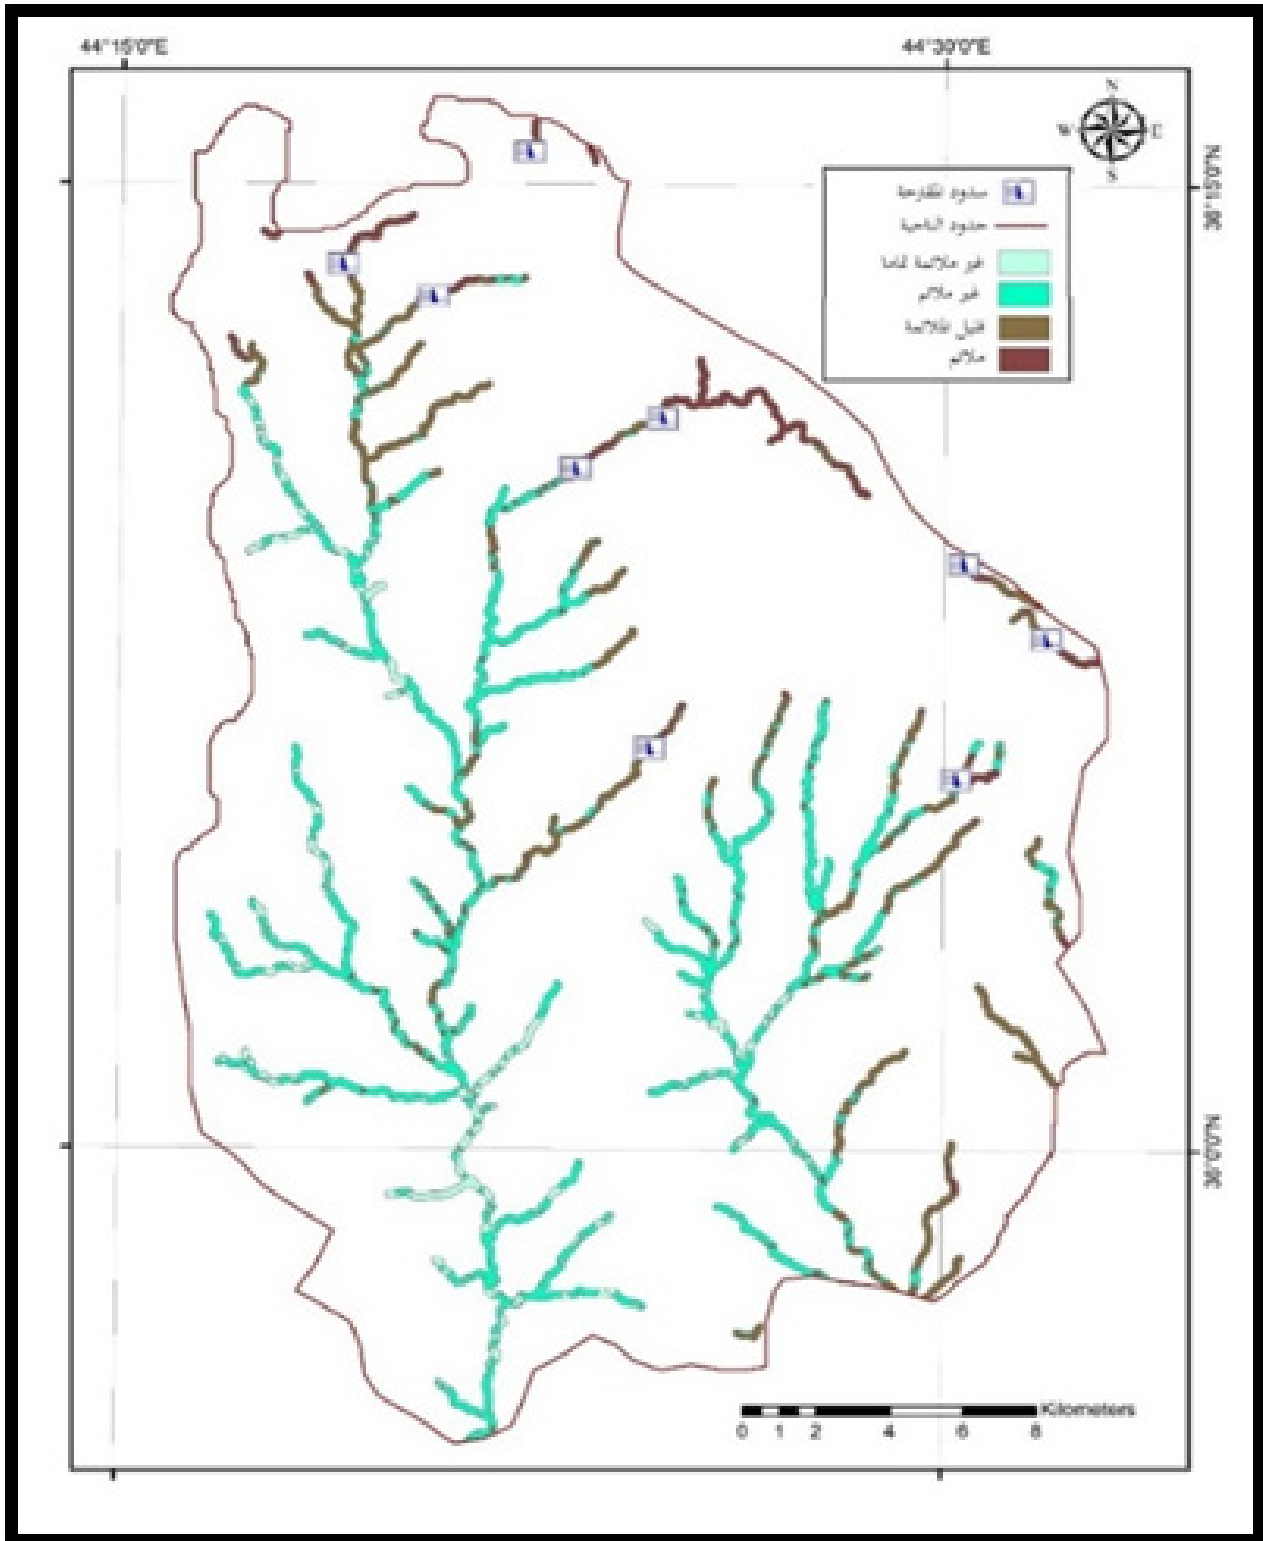 44°15'0"E 44°30'0"E
N
W E
S
36°15'0"N
سدود المقترحة
حدود الناحية
غير ملائمة تماما
غير ملائم
قليل الملائمة
ملائم
36°0'0"N
Kilometers
0 1 2 4 6 8